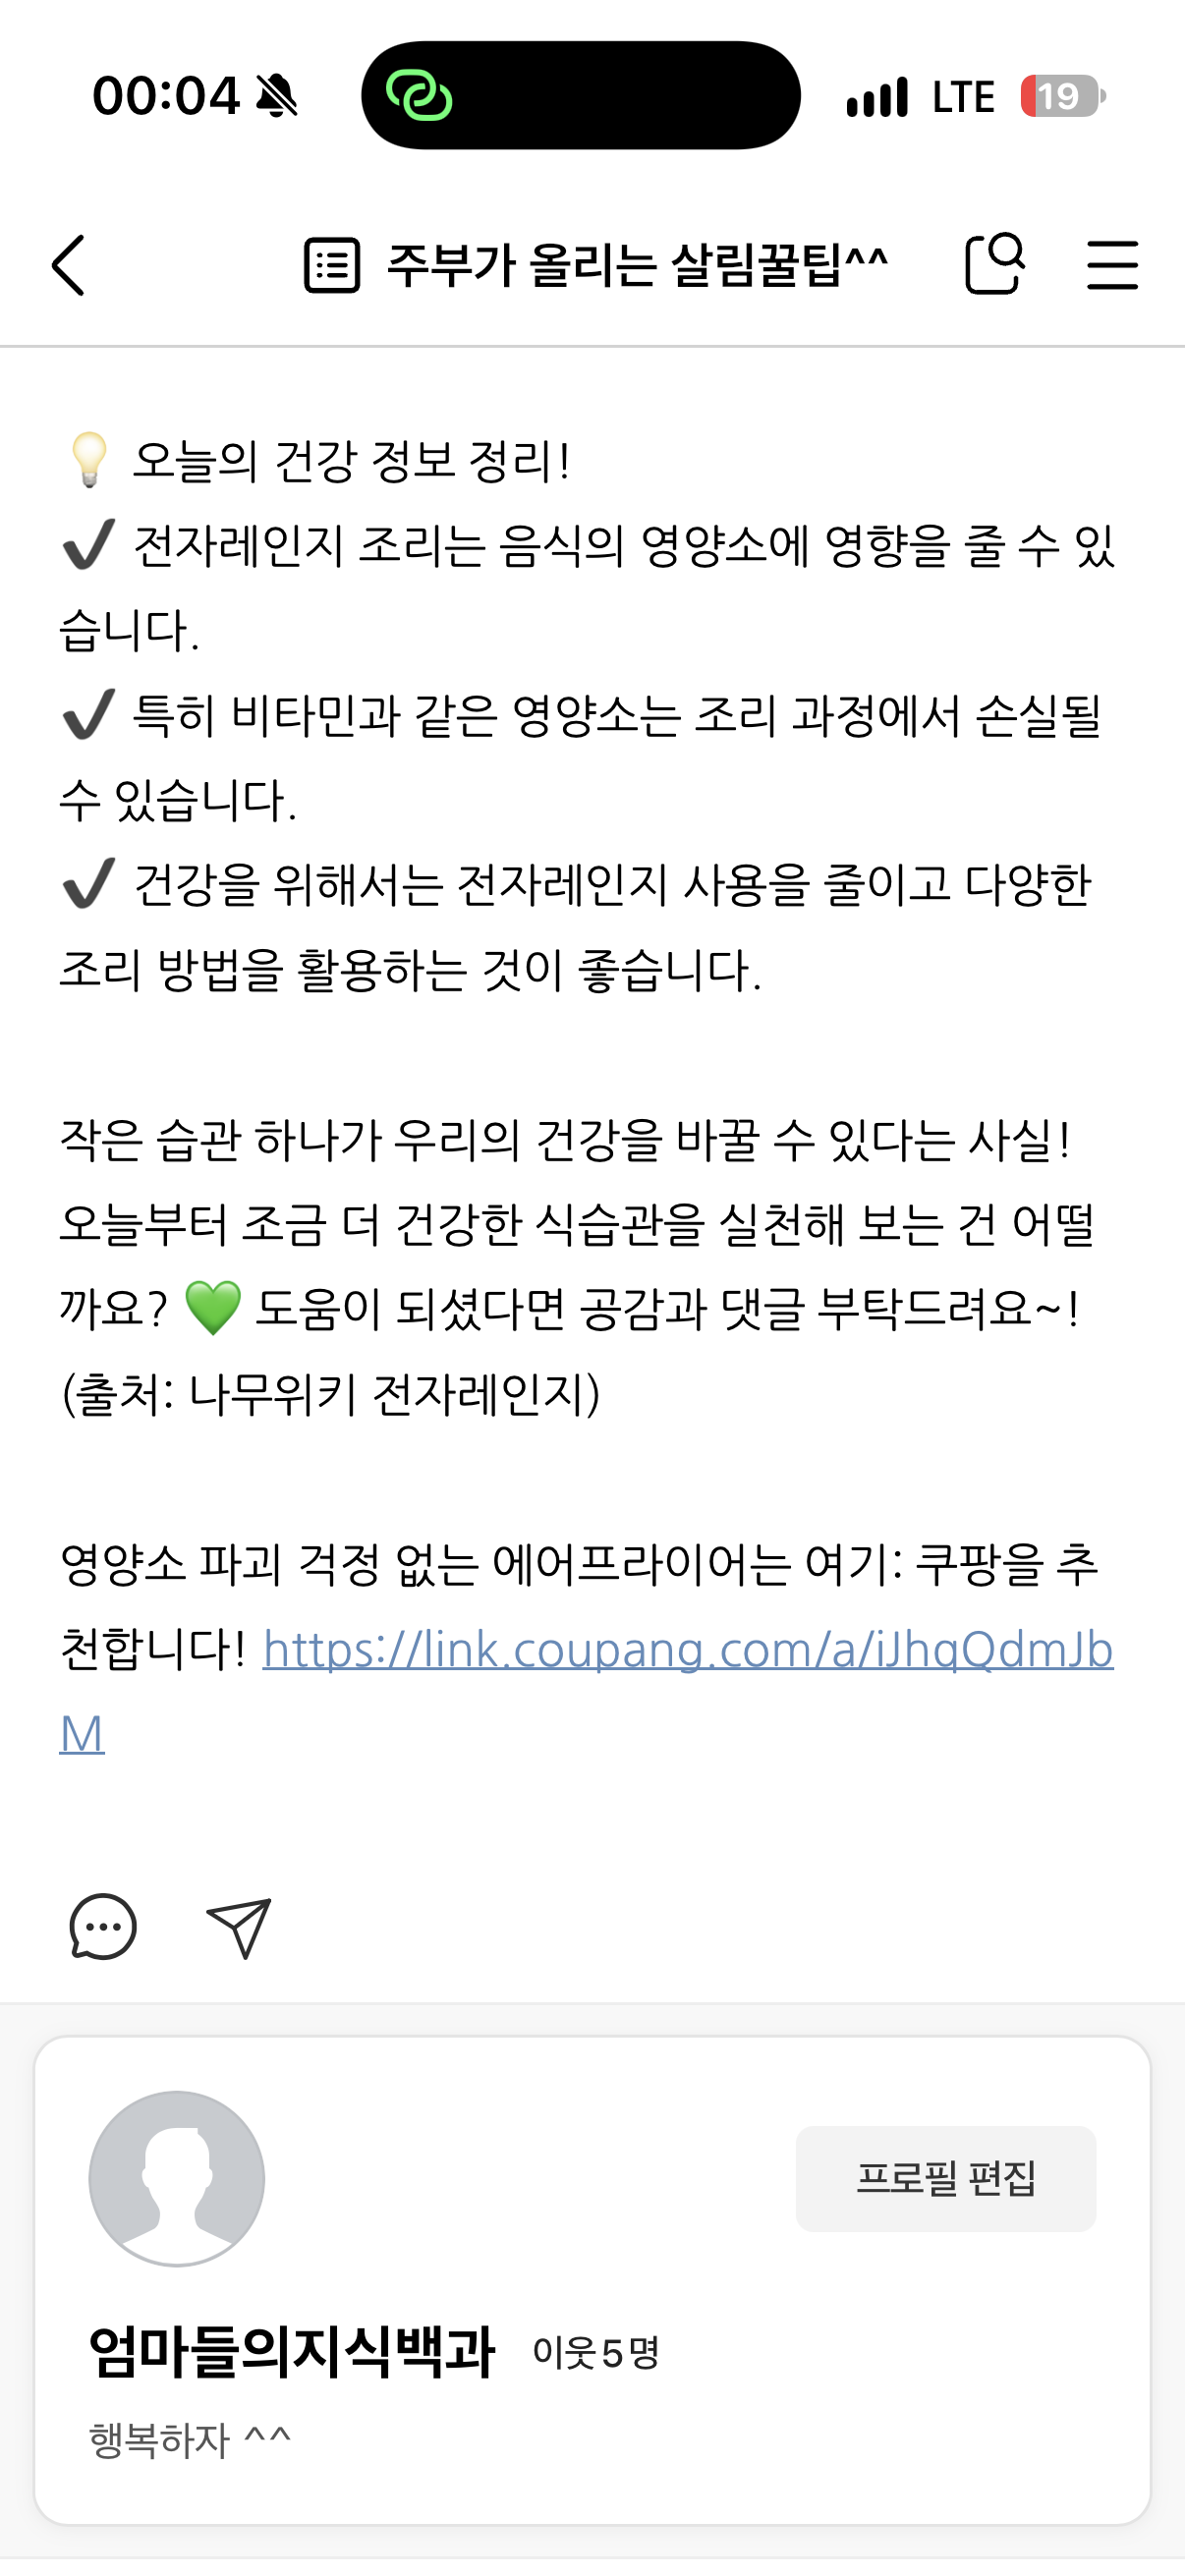 00:04
LTE
19
주부가 올리는 살림꿀팁^^
💡 오늘의 건강 정보 정리!
✔ 전자레인지 조리는 음식의 영양소에 영향을 줄 수 있
습니다.
✔ 특히 비타민과 같은 영양소는 조리 과정에서 손실될
수 있습니다.
✔ 건강을 위해서는 전자레인지 사용을 줄이고 다양한
조리 방법을 활용하는 것이 좋습니다.
작은 습관 하나가 우리의 건강을 바꿀 수 있다는 사실!
오늘부터 조금 더 건강한 식습관을 실천해 보는 건 어떨
까요? 💚 도움이 되셨다면 공감과 댓글 부탁드려요~!
(출처: 나무위키 전자레인지)
영양소 파괴 걱정 없는 에어프라이어는 여기: 쿠팡을 추
천합니다! https://link.coupang.com/a/iJhqQdmJb
M
프로필 편집
엄마들의지식백과 이웃 5 명
행복하자 ^^